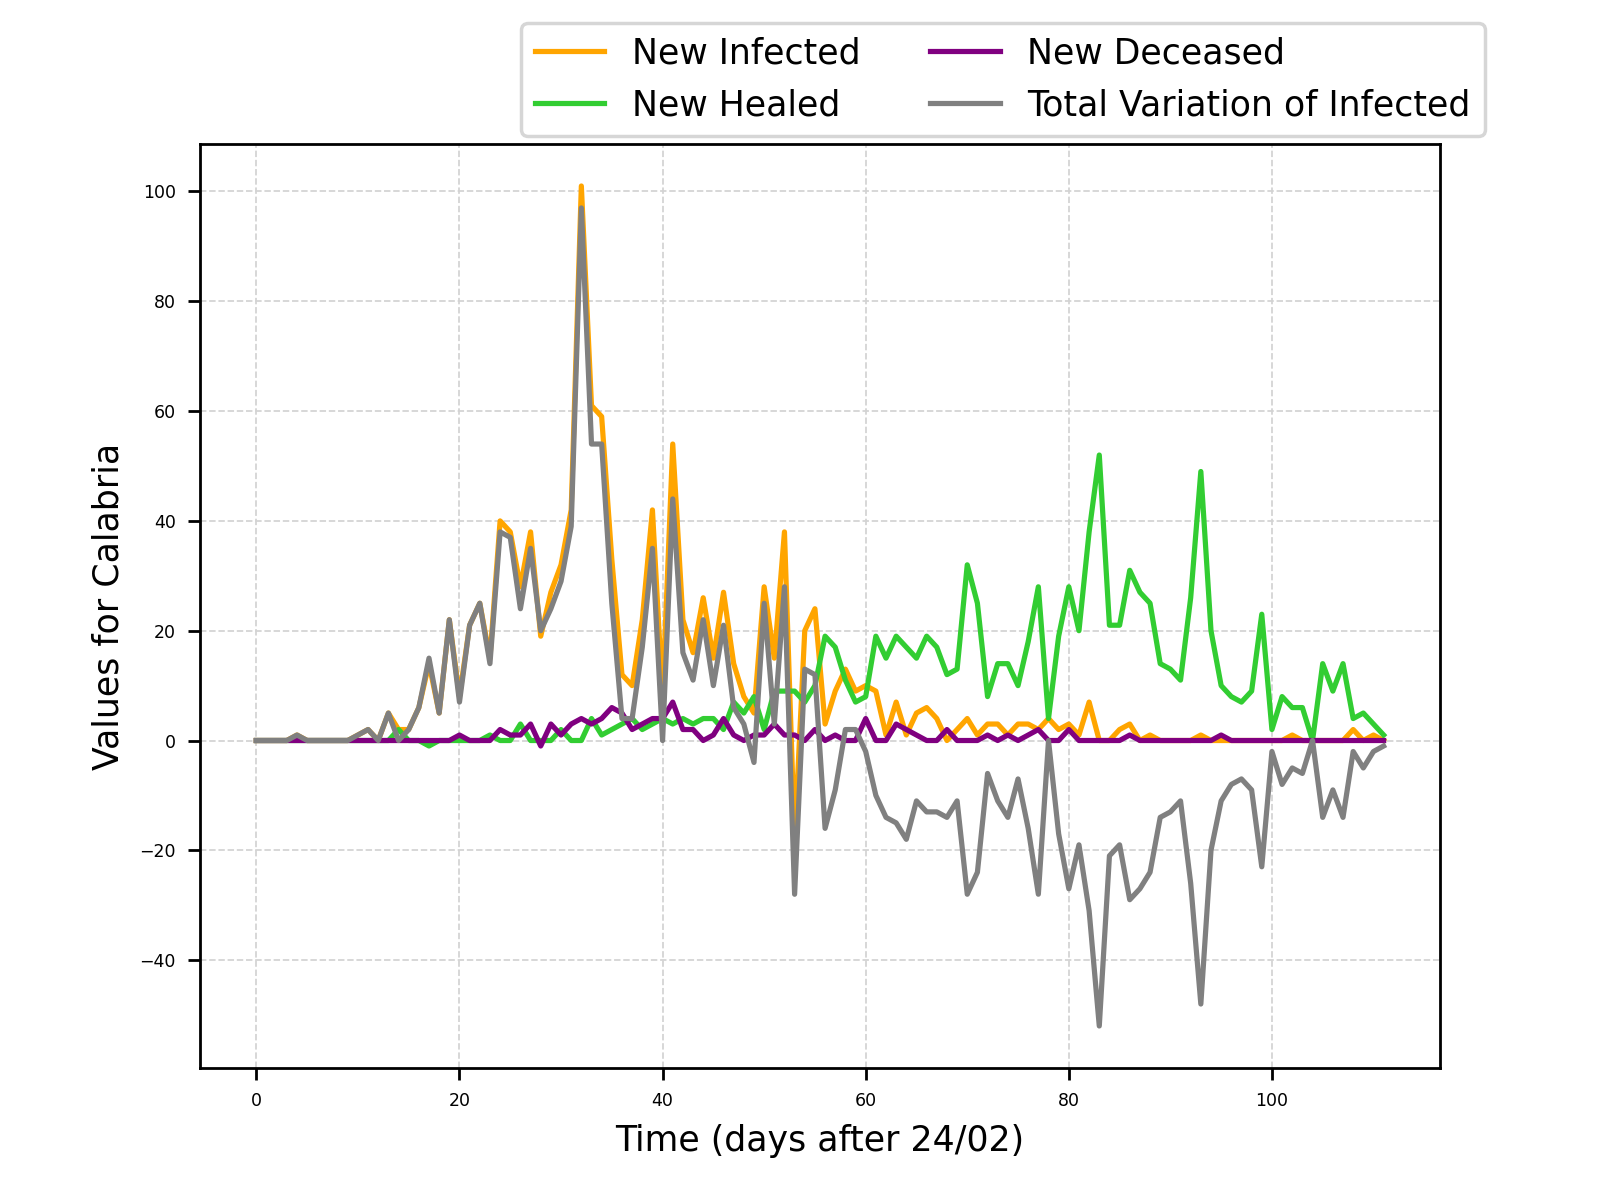 New Infected
New Healed
New Deceased
Total Variation of Infected
100
80
60
40
20
0
−20
−40
Values for Calabria
0 20 40 60 80 100
Time (days after 24/02)